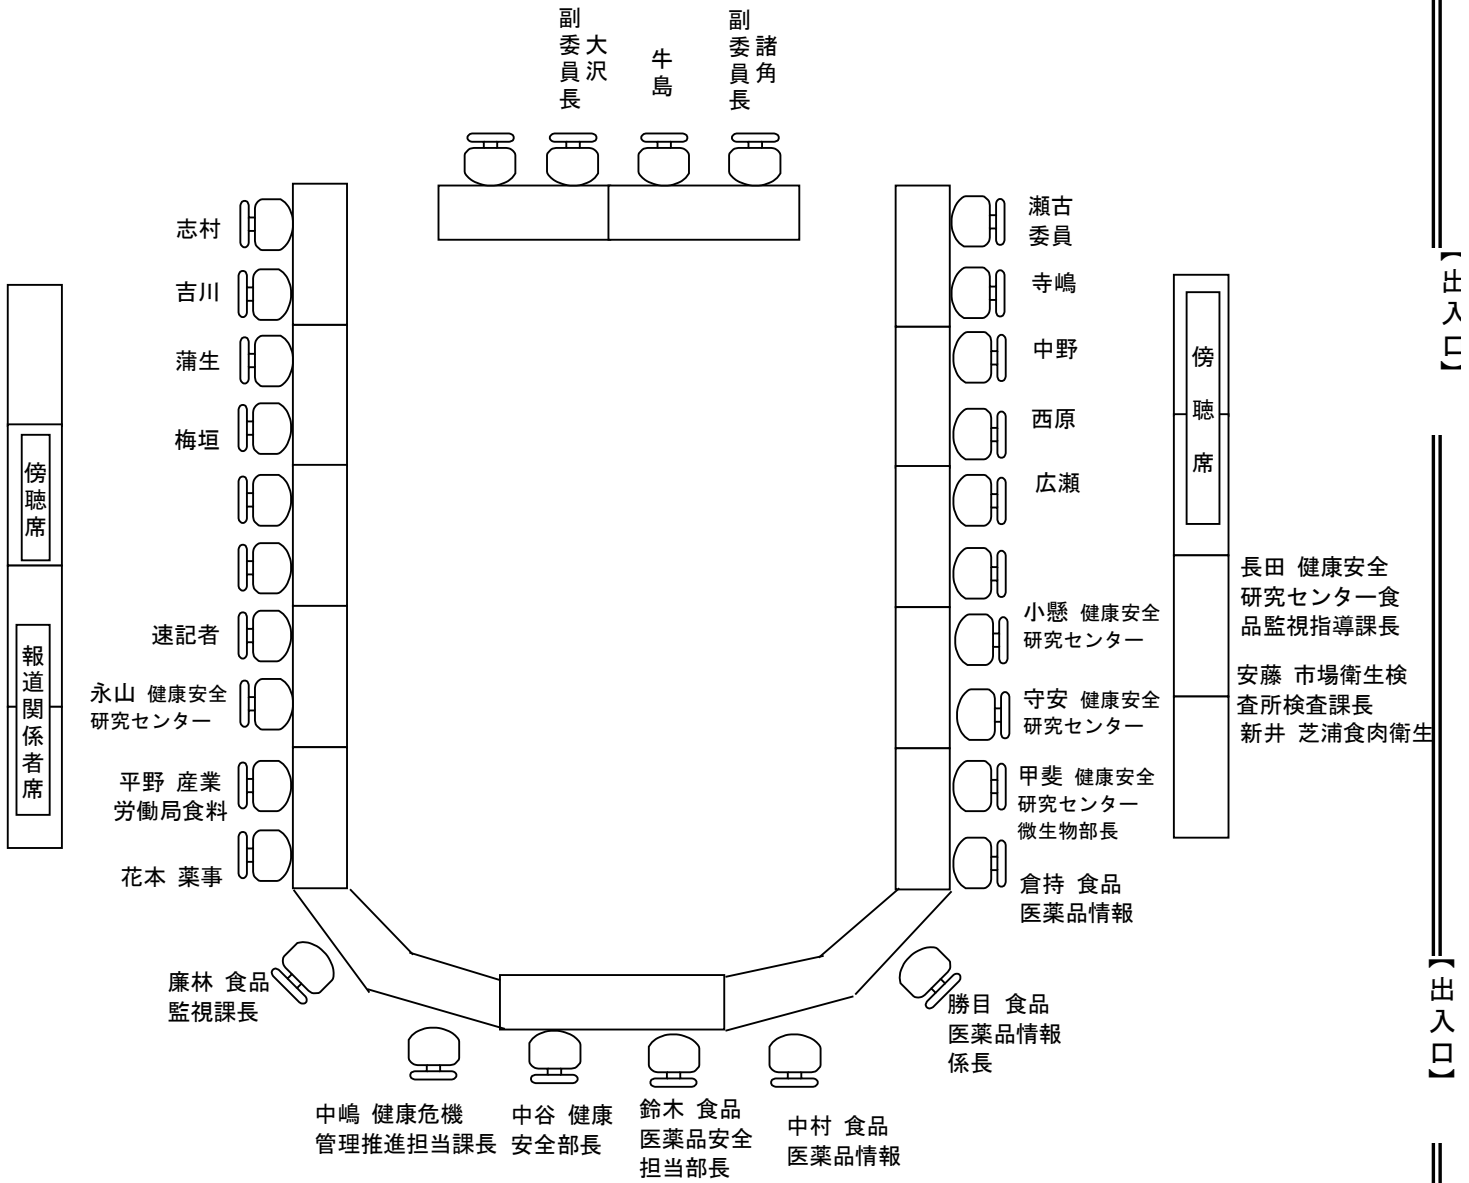 大沢
副委員長
牛島
諸角
副委員長
志村
吉川
蒲生
梅垣
速記者
永山 健康安全
研究センター
平野 産業
労働局食料
花本 薬事
廉林 食品
監視課長
中嶋 健康危機
管理推進担当課長
中谷 健康
安全部長
鈴木 食品
医薬品安全
担当部長
中村 食品
医薬品情報
勝目 食品
医薬品情報
係長
倉持 食品
医薬品情報
甲斐 健康安全
研究センター
微生物部長
守安 健康安全
研究センター
小懸 健康安全
研究センター
広瀬
西原
中野
寺嶋
瀬古
委員
傍聴席
報道関係者席
傍聴席
長田 健康安全
研究センター食
品監視指導課長
安藤 市場衛生検
査所検査課長
新井 芝浦食肉衛生
【出入口】
【出入口】